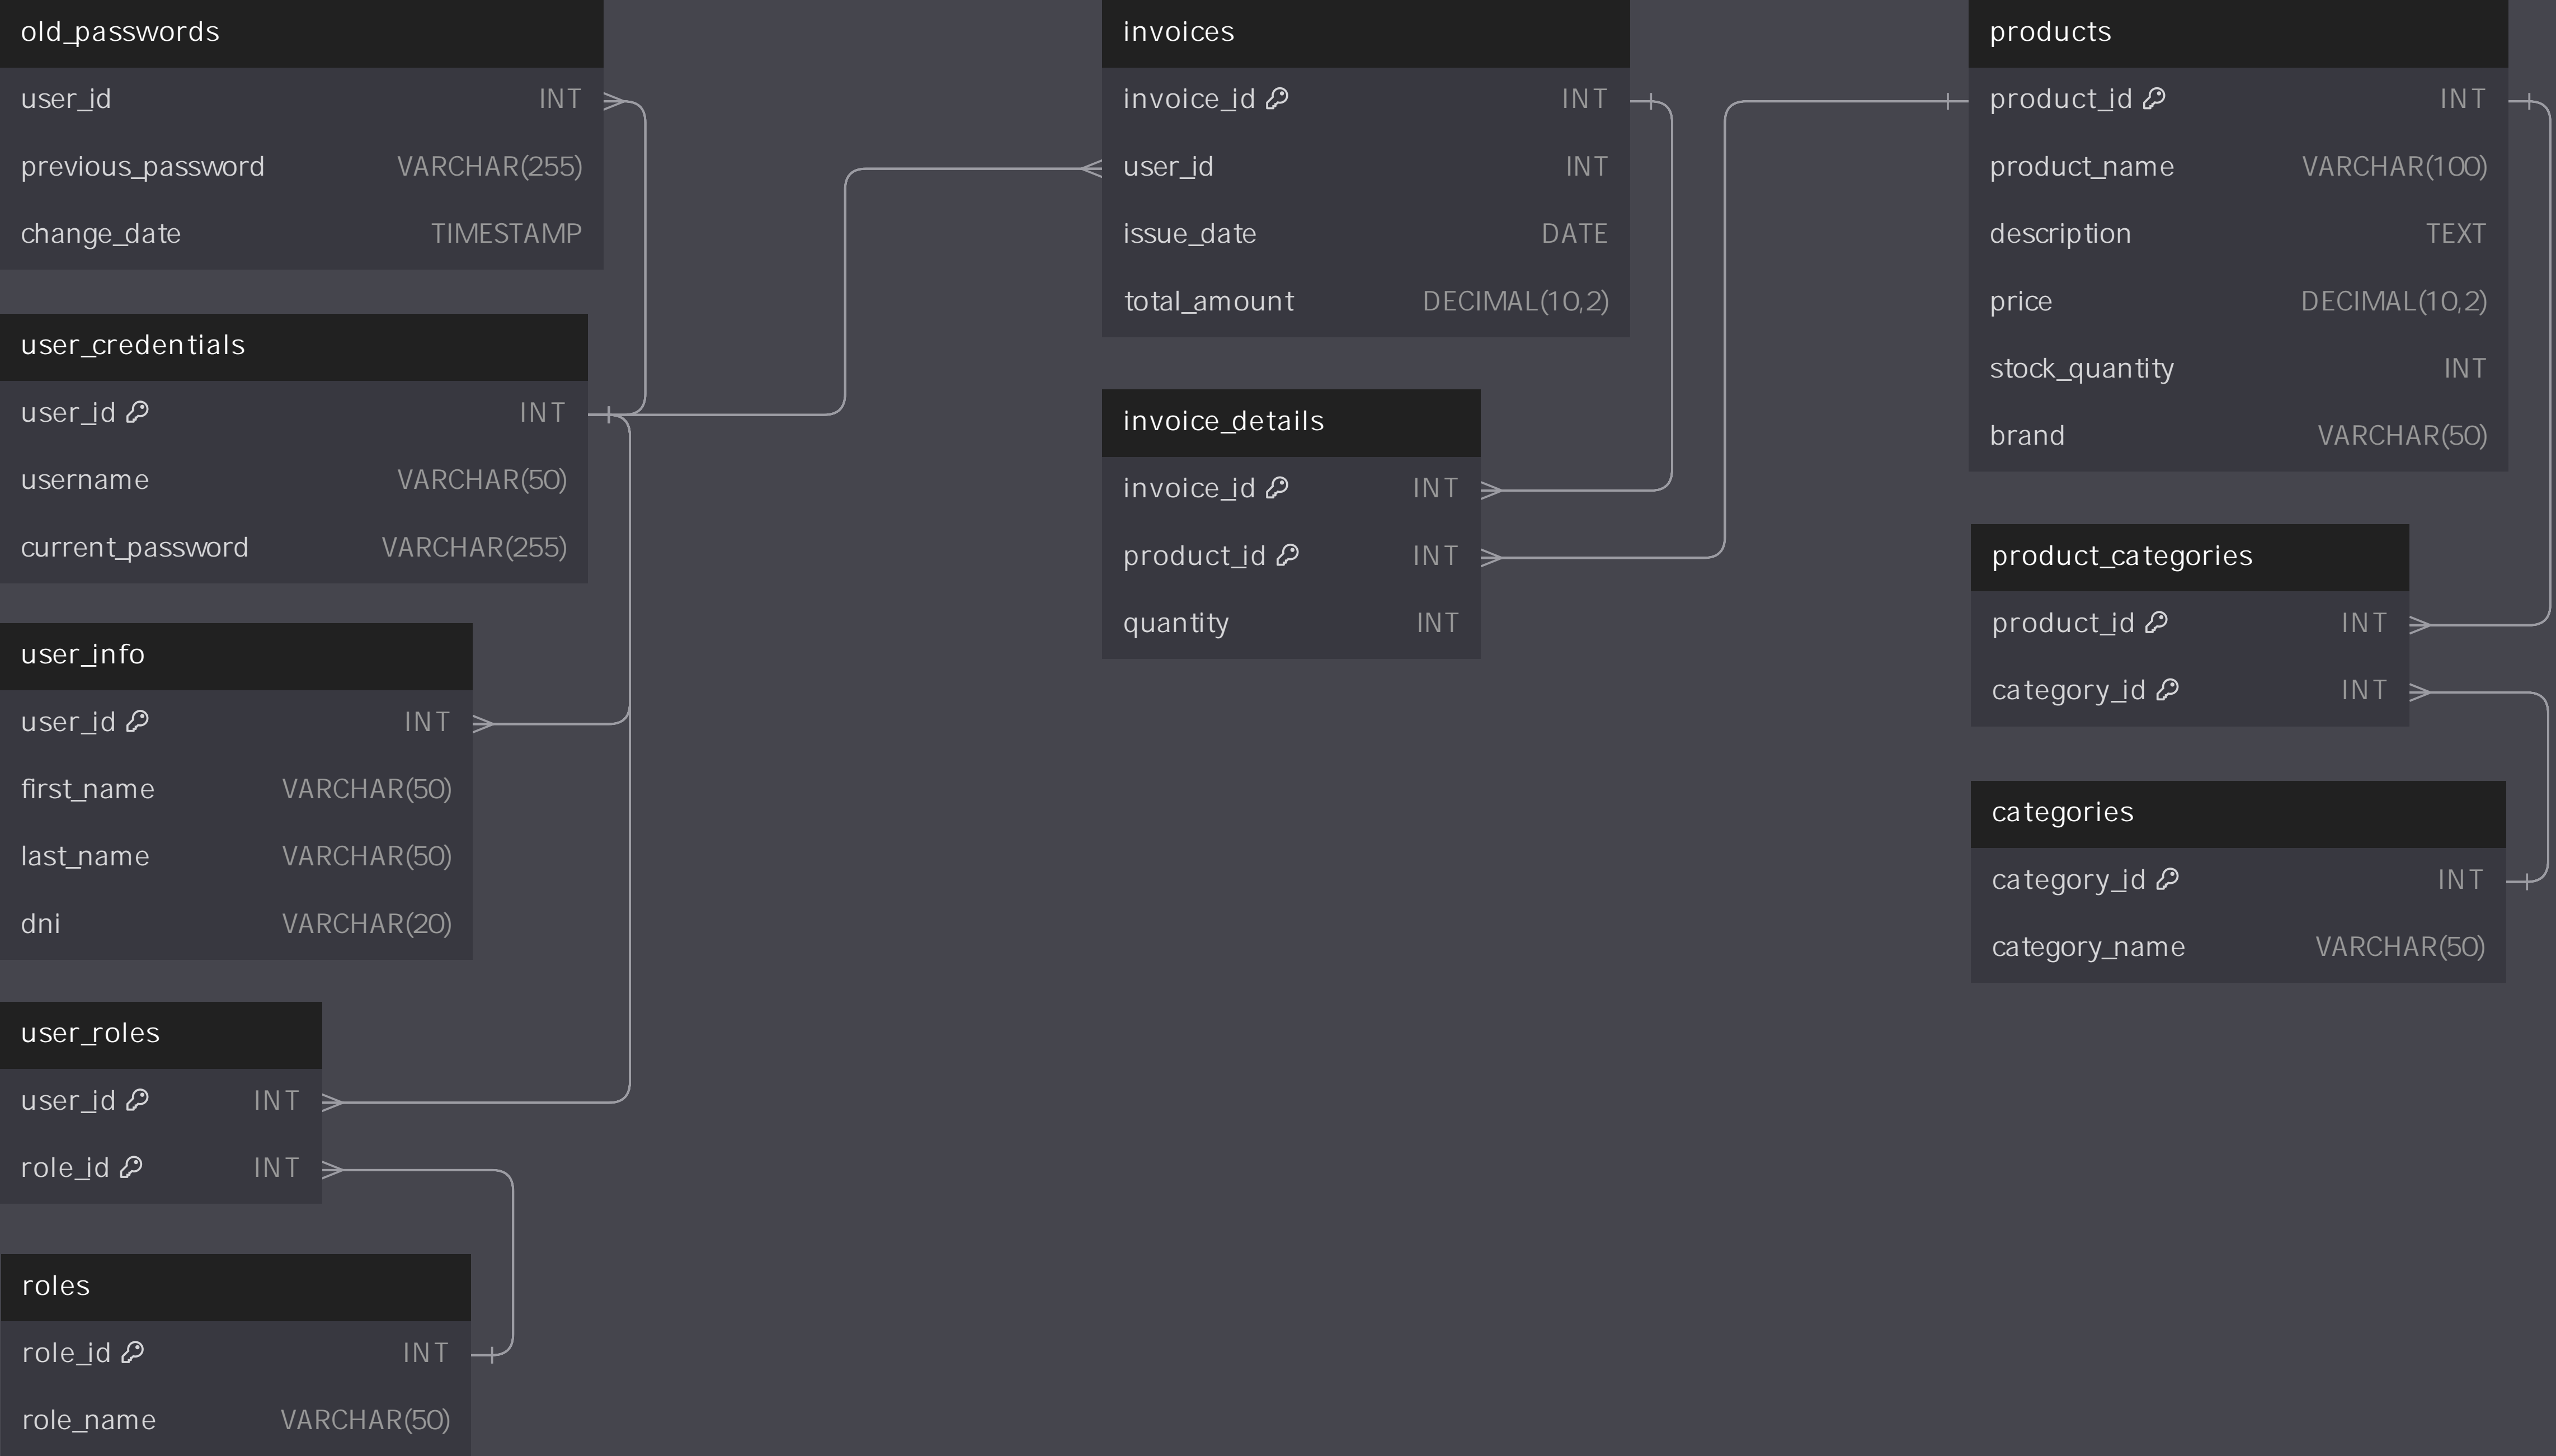 old_passwords
user_id INT
previous_password VARCHAR(255)
change_date TIMESTAMP
user_credentials
user_id INT
username VARCHAR(50)
current_password VARCHAR(255)
user_info
user_id INT
first_name VARCHAR(50)
last_name VARCHAR(50)
dni VARCHAR(20)
user_roles
user_id INT
role_id INT
roles
role_id INT
role_name VARCHAR(50)
invoices
invoice_id INT
user_id INT
issue_date DATE
total_amount DECIMAL(10,2)
invoice_details
invoice_id INT
product_id INT
quantity INT
products
product_id INT
product_name VARCHAR(100)
description TEXT
price DECIMAL(10,2)
stock_quantity INT
brand VARCHAR(50)
product_categories
product_id INT
category_id INT
categories
category_id INT
category_name VARCHAR(50)